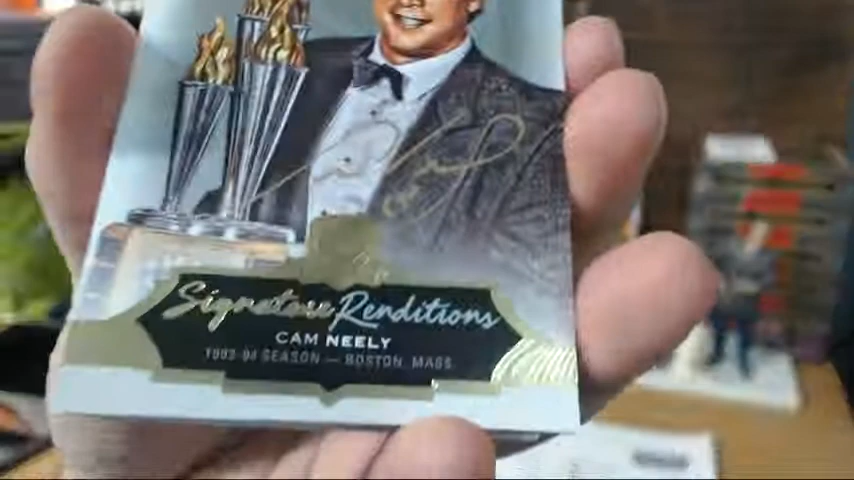 Signature Renditions
CAM NEELY
1993-94 SEASON — BOSTON, MASS.